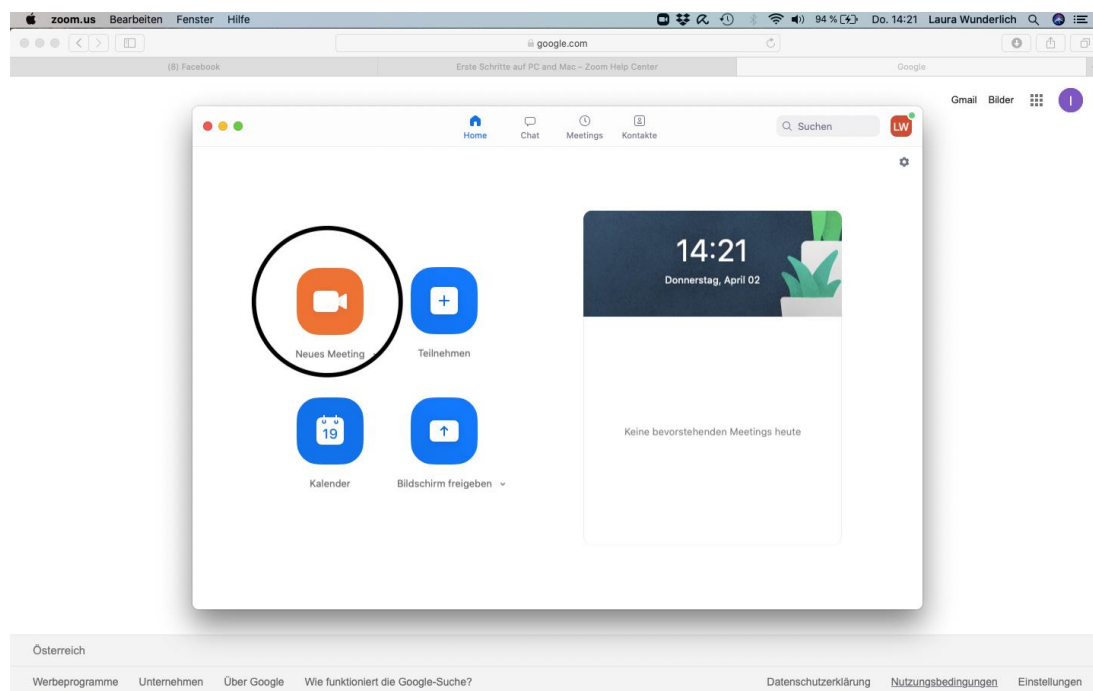 zoom.us Bearbeiten Fenster Hilfe 94 % Do. 14:21 Laura Wunderlich
google.com
(8) Facebook Erste Schritte auf PC and Mac – Zoom Help Center Google
Gmail Bilder I
Home Chat Meetings Kontakte Suchen LW
14:21
Donnerstag, April 02
Neues Meeting Teilnehmen
19
Keine bevorstehenden Meetings heute
Kalender Bildschirm freigeben
Österreich
Werbeprogramme Unternehmen Über Google Wie funktioniert die Google-Suche? Datenschutzerklärung Nutzungsbedingungen Einstellungen